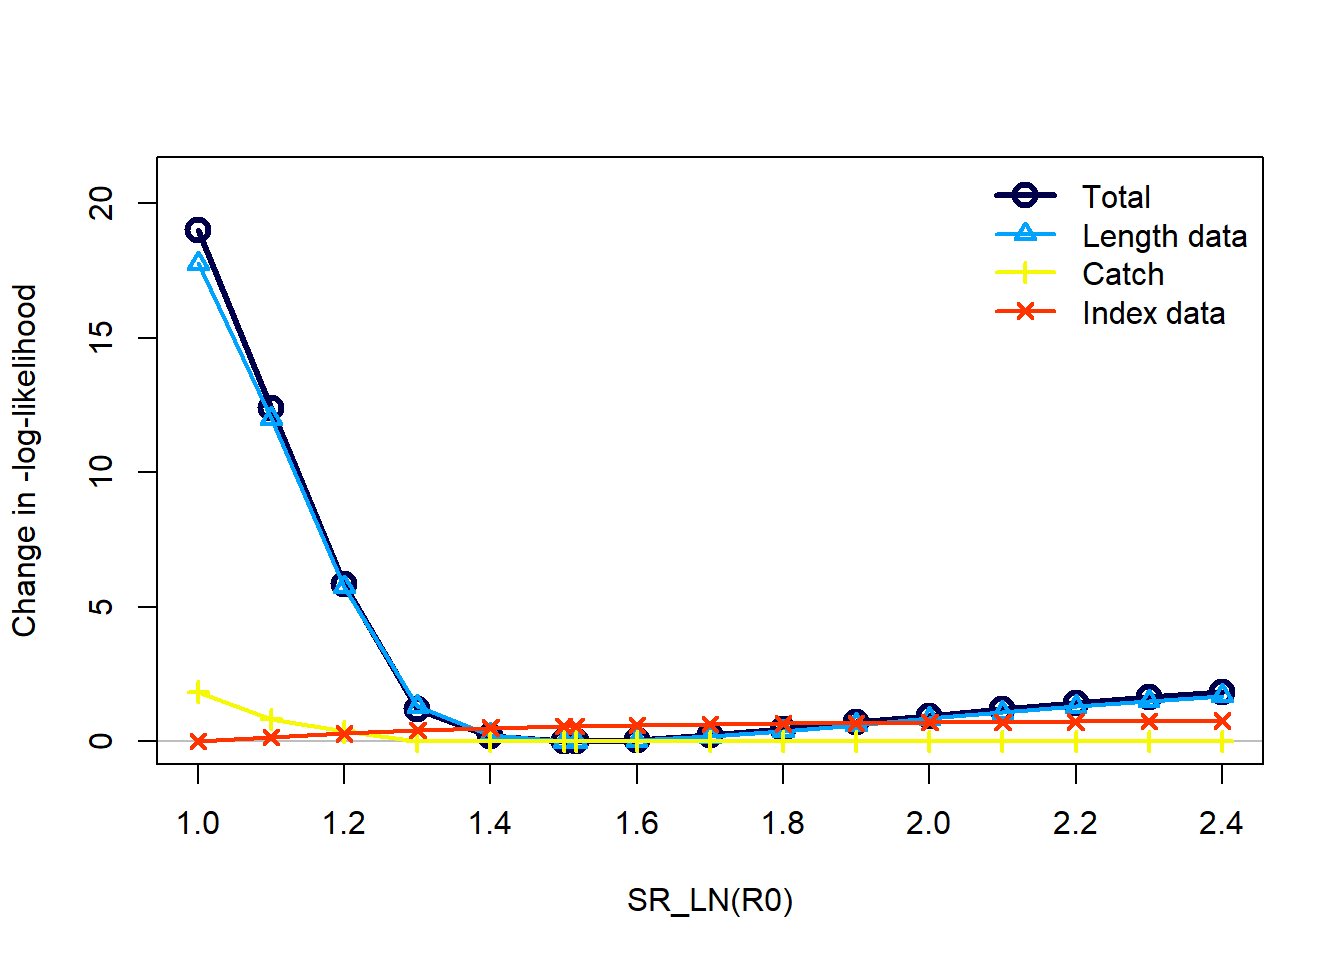 Total
Length data
Catch
Index data
Change in -log-likelihood
20
15
10
5
0
1.0 1.2 1.4 1.6 1.8 2.0 2.2 2.4
SR_LN(R0)